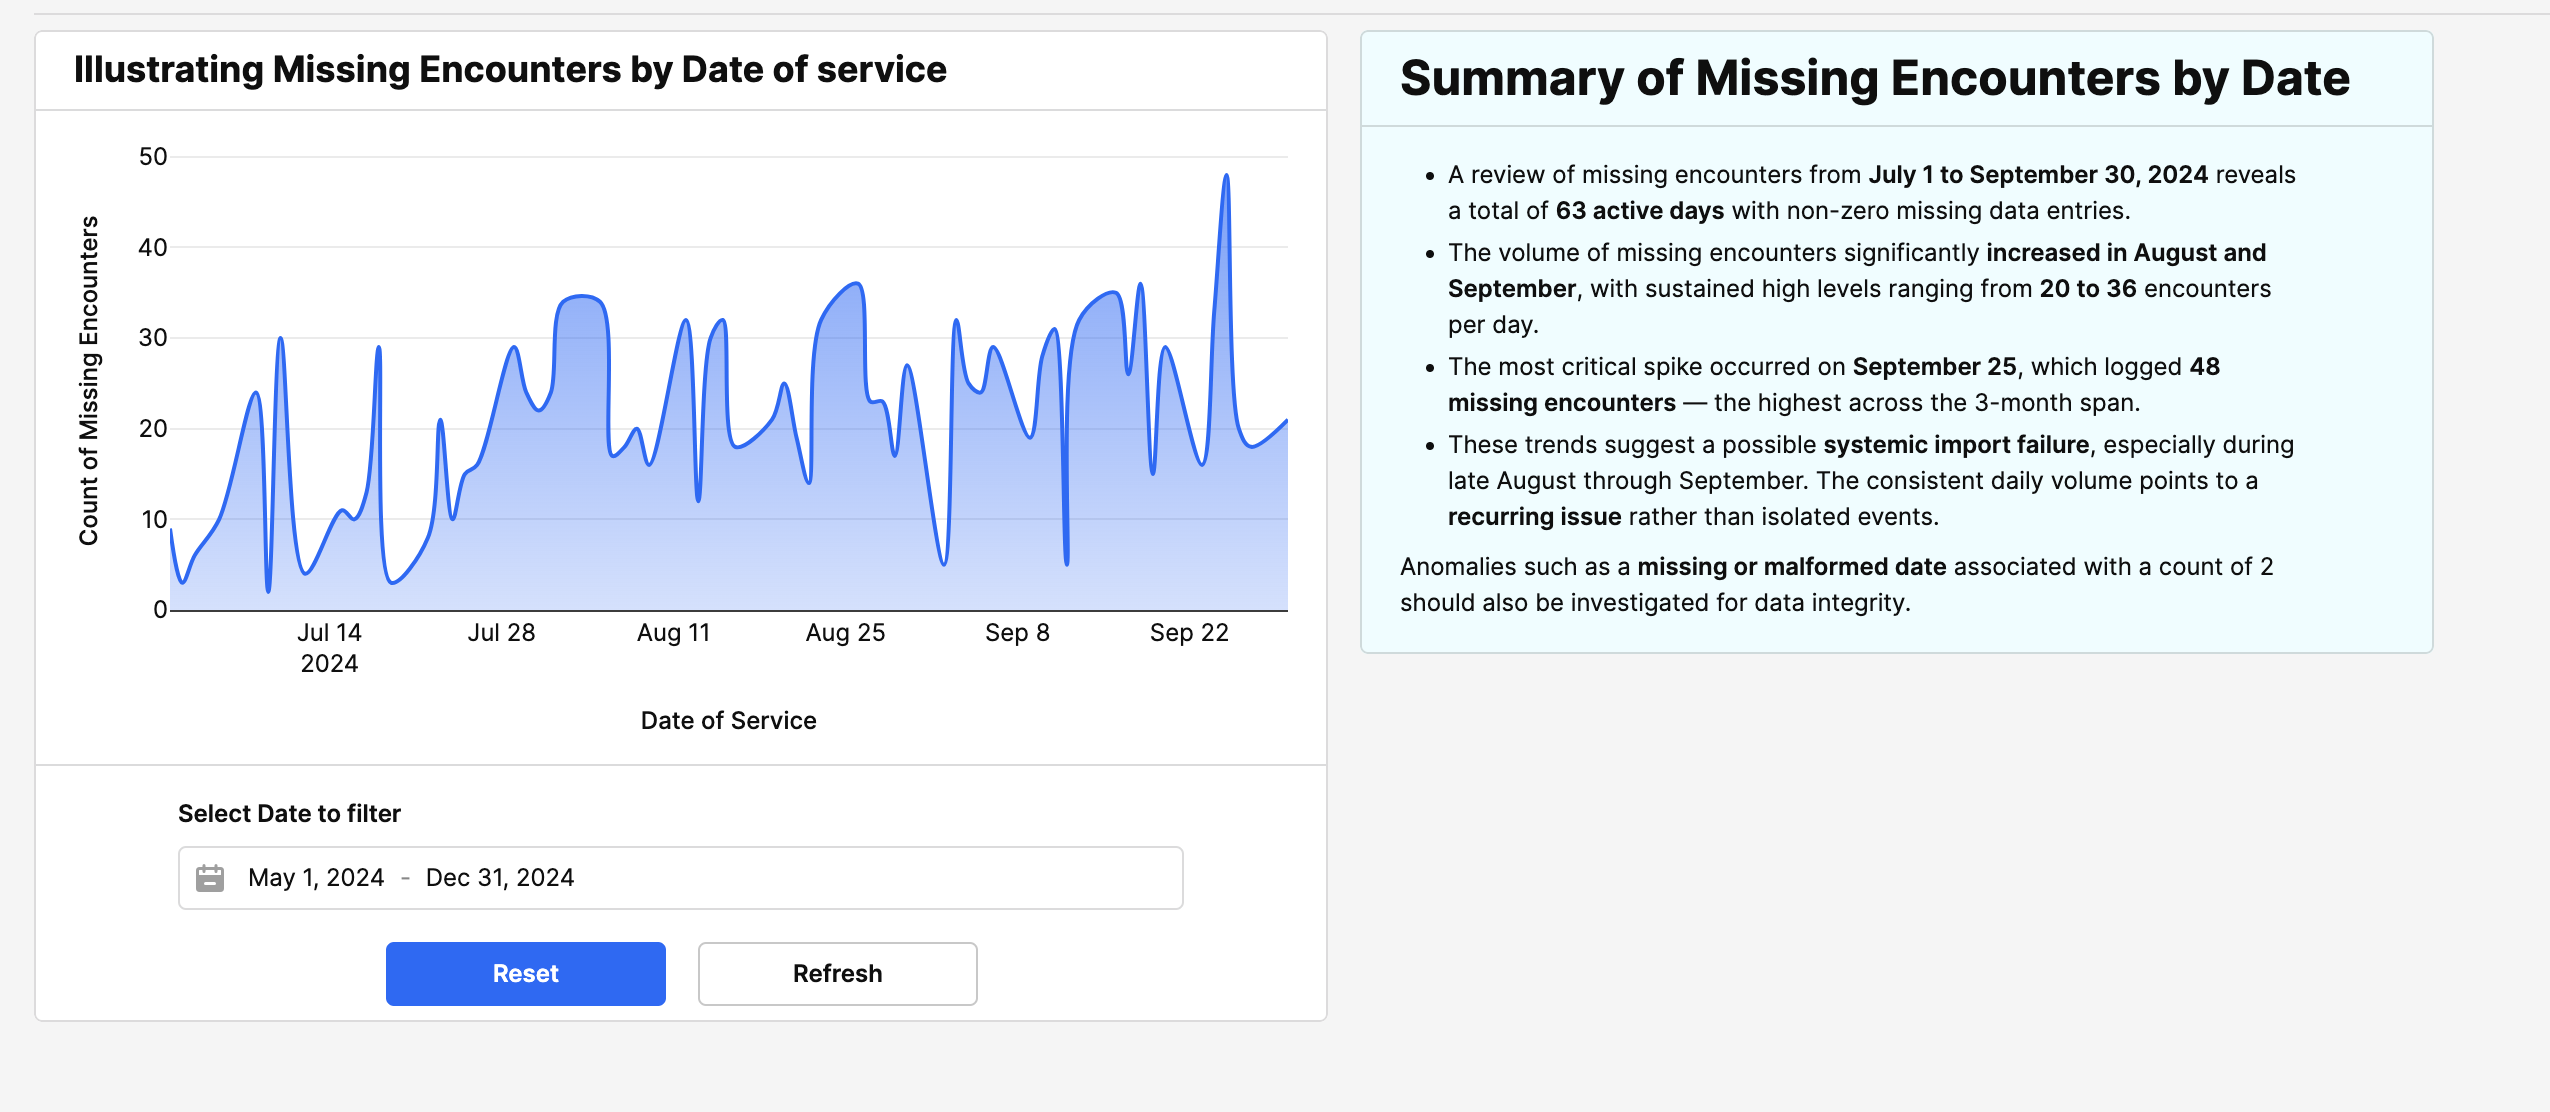 Illustrating Missing Encounters by Date of service
50
40
30
20
10
0
Count of Missing Encounters
Jul 14
2024
Jul 28
Aug 11
Aug 25
Sep 8
Sep 22
Date of Service
Select Date to filter
May 1, 2024 - Dec 31, 2024
Reset
Refresh
Summary of Missing Encounters by Date
• A review of missing encounters from July 1 to September 30, 2024 reveals
a total of 63 active days with non-zero missing data entries.
• The volume of missing encounters significantly increased in August and
September, with sustained high levels ranging from 20 to 36 encounters
per day.
• The most critical spike occurred on September 25, which logged 48
missing encounters — the highest across the 3-month span.
• These trends suggest a possible systemic import failure, especially during
late August through September. The consistent daily volume points to a
recurring issue rather than isolated events.
Anomalies such as a missing or malformed date associated with a count of 2
should also be investigated for data integrity.